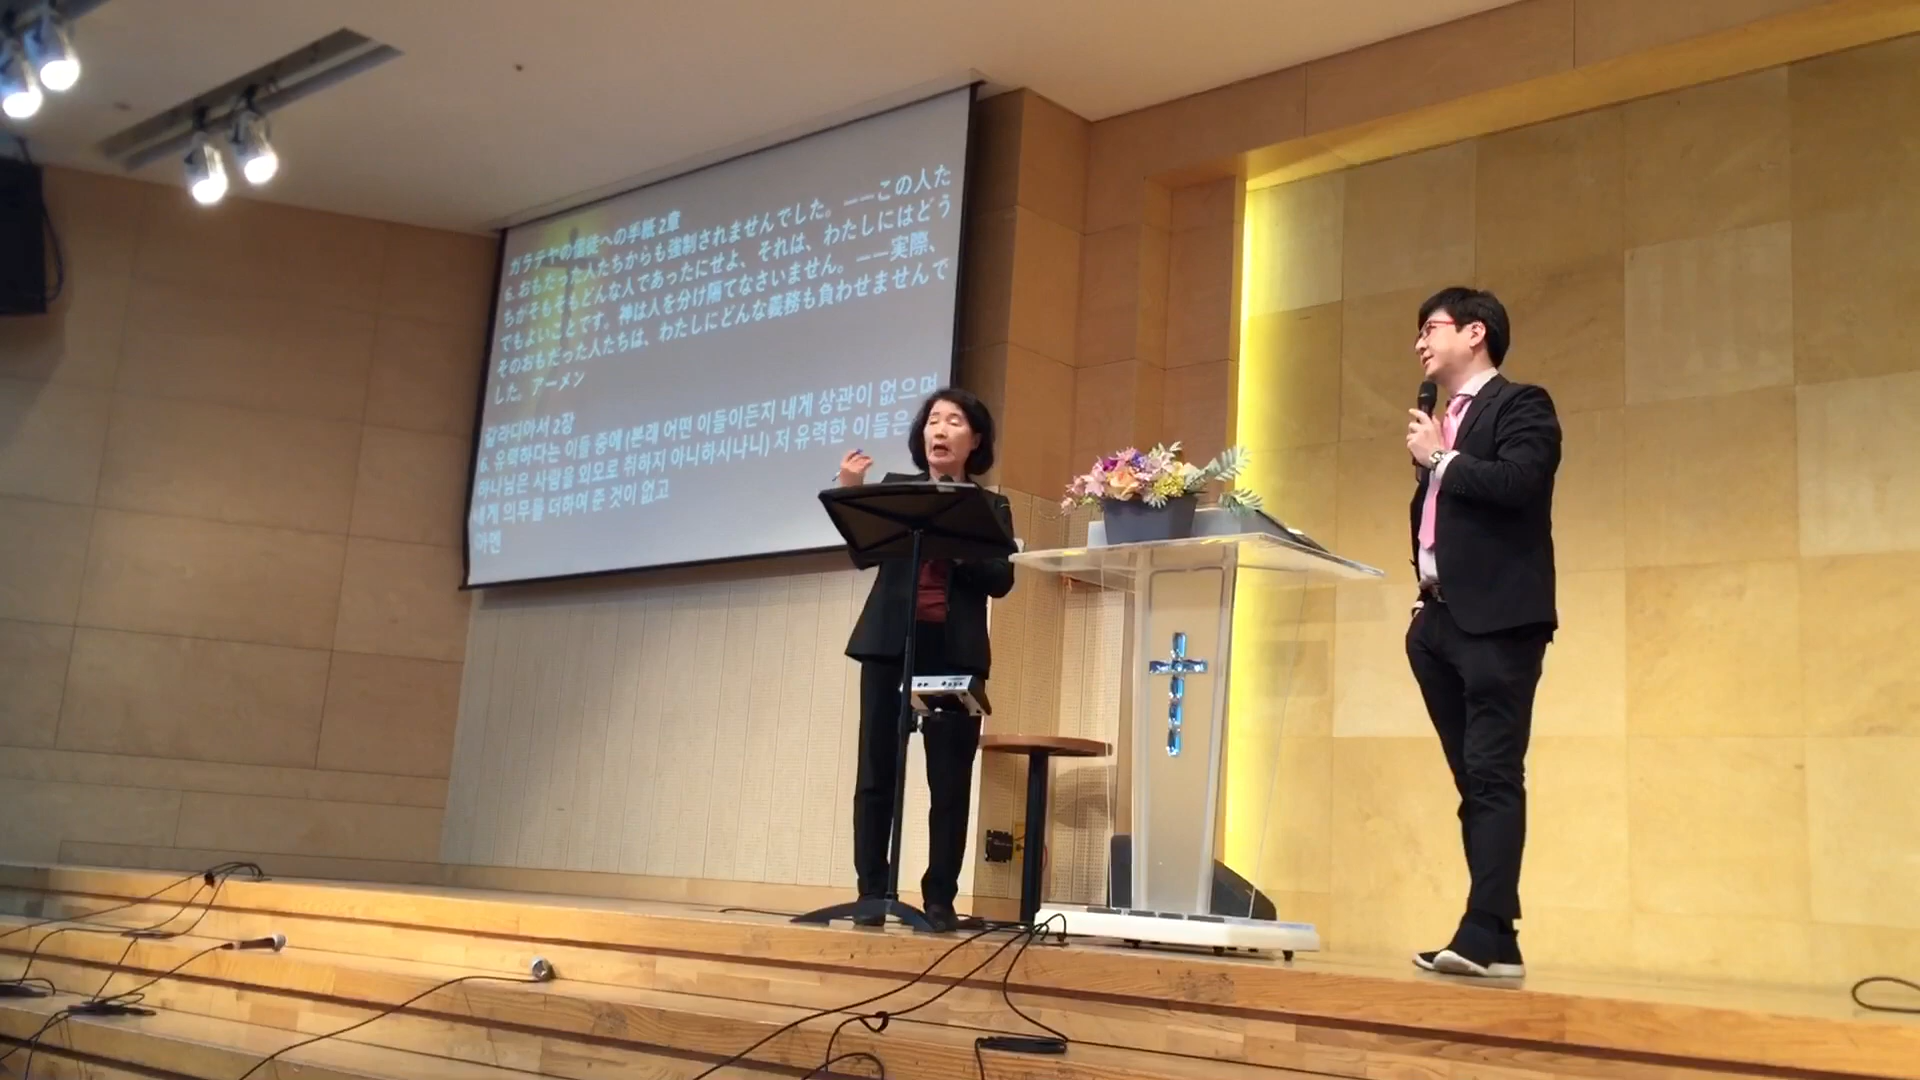 ガラテヤの信徒への手紙 2章
6. おもだった人たちからも強制されませんでした。――この人た
ちがそもそもどんな人であったにせよ、それは、わたしにはどう
でもよいことです。神は人を分け隔てなさいません。――実際、
そのおもだった人たちは、わたしにどんな義務も負わせませんで
した。アーメン
갈라디아서 2장
6. 유력하다는 이들 중에 (본래 어떤 이들이든지 내게 상관이 없으며
하나님은 사람을 외모로 취하지 아니하시나니) 저 유력한 이들은
내게 의무를 더하여 준 것이 없고
아멘